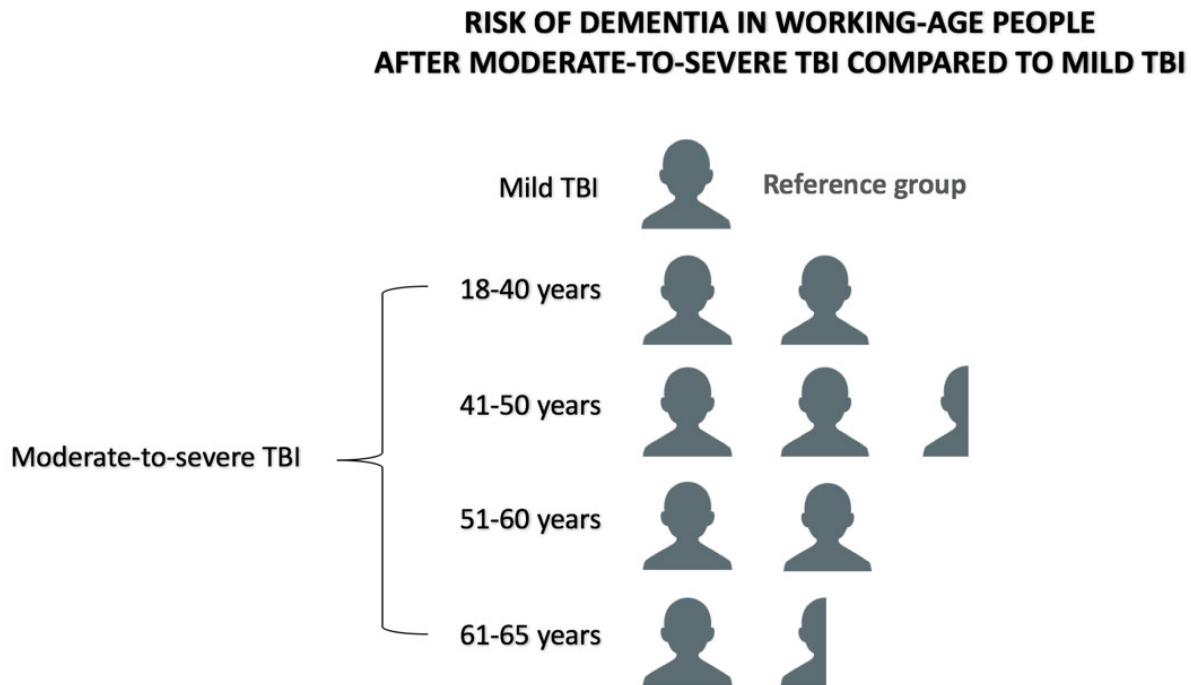 RISK OF DEMENTIA IN WORKING-AGE PEOPLE
AFTER MODERATE-TO-SEVERE TBI COMPARED TO MILD TBI
Mild TBI
Reference group
18-40 years
41-50 years
Moderate-to-severe TBI
51-60 years
61-65 years